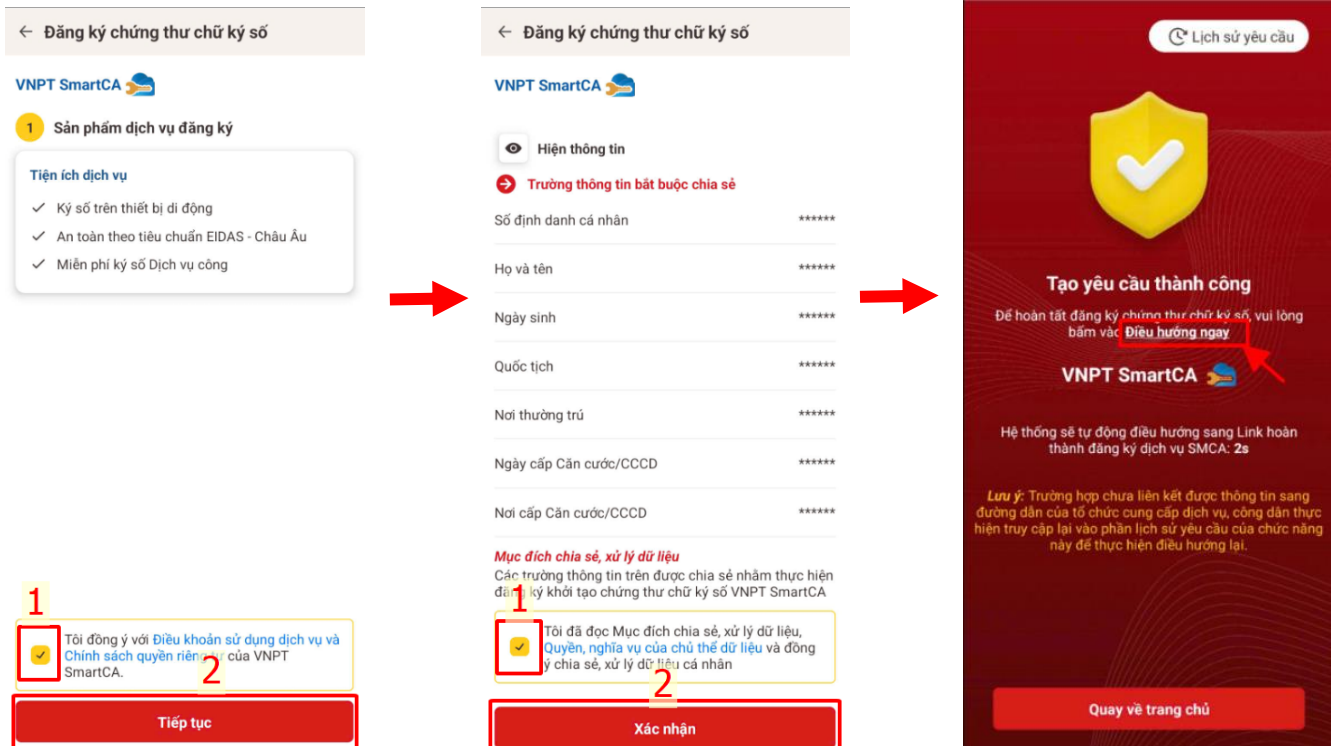 ← Đăng ký chứng thư chữ ký số
VNPT SmartCA
1 Sản phẩm dịch vụ đăng ký
Tiện ích dịch vụ
Ký số trên thiết bị di động
An toàn theo tiêu chuẩn EIDAS - Châu Âu
Miễn phí ký số Dịch vụ công
1
Tôi đồng ý với Điều khoản sử dụng dịch vụ và
Chính sách quyền riêng tư của VNPT
SmartCA.
2
Tiếp tục
← Đăng ký chứng thư chữ ký số
VNPT SmartCA
Hiện thông tin
Trường thông tin bắt buộc chia sẻ
Số định danh cá nhân ******
Họ và tên ******
Ngày sinh ******
Quốc tịch ******
Nơi thường trú ******
Ngày cấp Căn cước/CCCD ******
Nơi cấp Căn cước/CCCD ******
Mục đích chia sẻ, xử lý dữ liệu
Các trường thông tin trên được chia sẻ nhằm thực hiện
đăng ký khởi tạo chứng thư chữ ký số VNPT SmartCA
1
Tôi đã đọc Mục đích chia sẻ, xử lý dữ liệu,
Quyền, nghĩa vụ của chủ thể dữ liệu và đồng
ý chia sẻ, xử lý dữ liệu cá nhân
2
Xác nhận
Lịch sử yêu cầu
Tạo yêu cầu thành công
Để hoàn tất đăng ký chứng thư chữ ký số, vui lòng
bấm vào Điều hướng ngay
VNPT SmartCA
Hệ thống sẽ tự động điều hướng sang Link hoàn
thành đăng ký dịch vụ SMCA: 2s
Lưu ý: Trường hợp chưa liên kết được thông tin sang
đường dẫn của tổ chức cung cấp dịch vụ, công dân thực
hiện truy cập lại vào phần lịch sử yêu cầu của chức năng
này để thực hiện điều hướng lại.
Quay về trang chủ